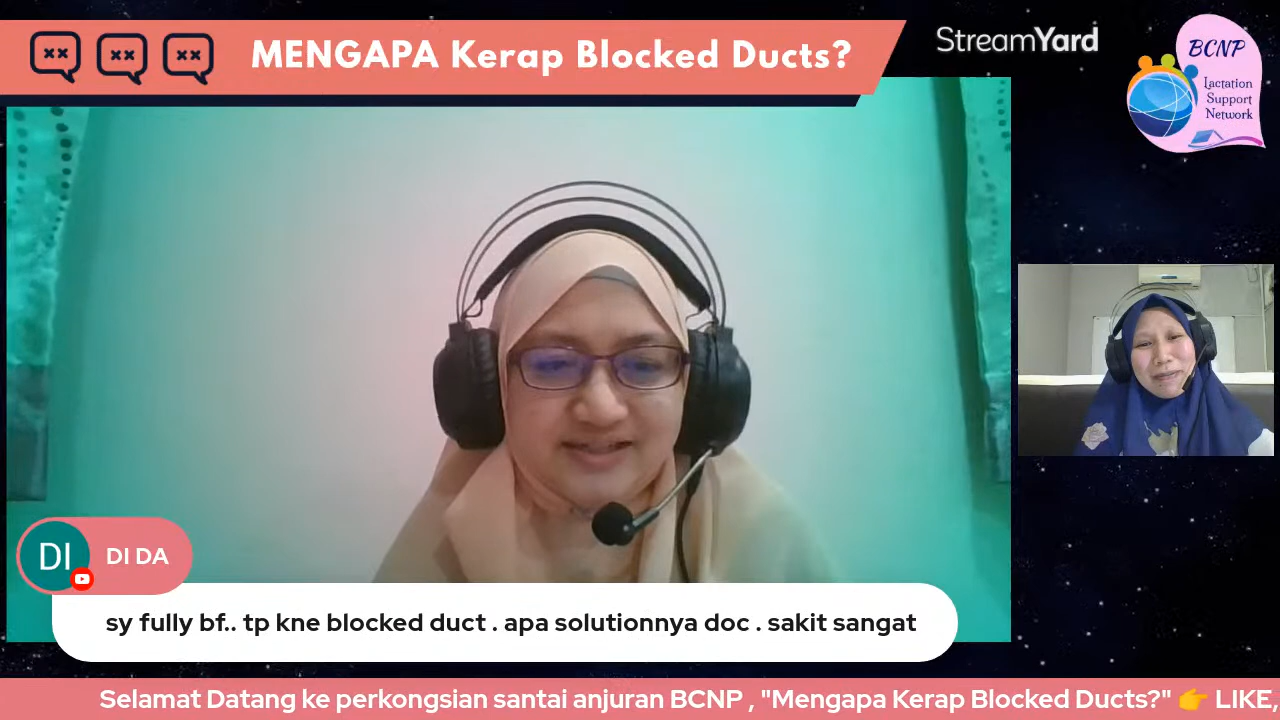 MENGAPA Kerap Blocked Ducts?
StreamYard
BCNP
Lactation
Support
Network
DI
DI DA
sy fully bf.. tp kne blocked duct . apa solutionnya doc . sakit sangat
Selamat Datang ke perkongsian santai anjuran BCNP , "Mengapa Kerap Blocked Ducts?" 👉 LIKE,